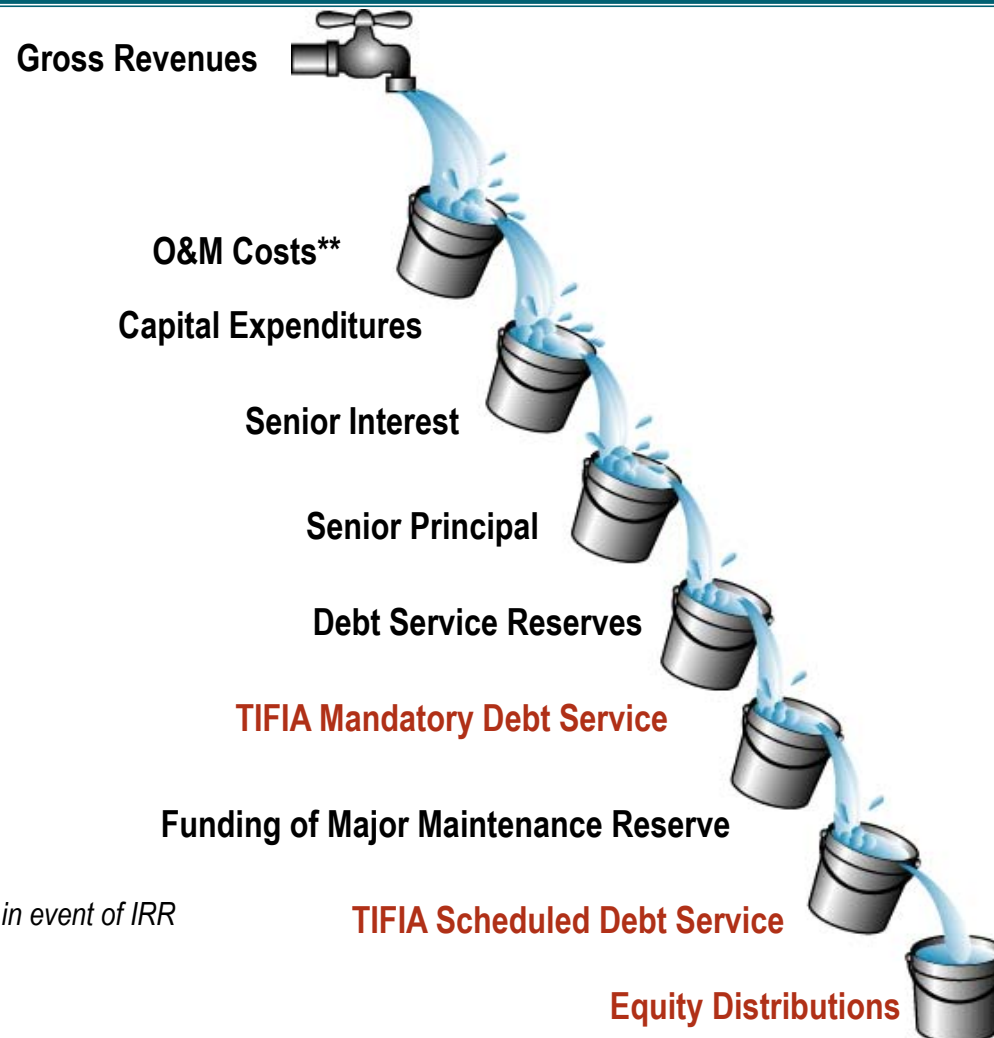 Gross Revenues
O&M Costs**
Capital Expenditures
Senior Interest
Senior Principal
Debt Service Reserves
TIFIA Mandatory Debt Service
Funding of Major Maintenance Reserve
in event of IRR
TIFIA Scheduled Debt Service
Equity Distributions